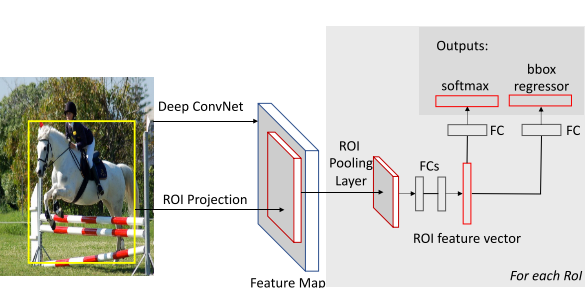 Outputs:
softmax
bbox
regressor
Deep ConvNet
FC
FC
ROI
Pooling
Layer
FCs
ROI Projection
ROI feature vector
Feature Map
For each RoI